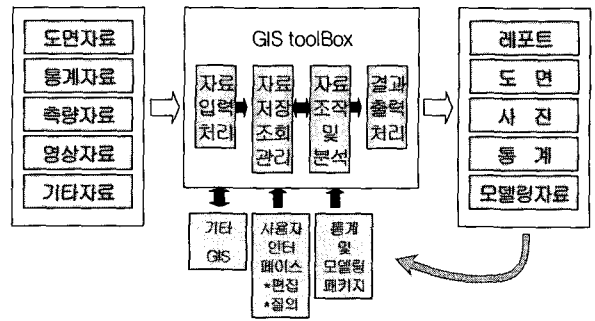 도면자료
통계자료
측량자료
영상자료
기타자료
GIS toolBox
자료
입력
처리
자료
저장
조회
관리
자료
조작
및
분석
결과
출력
처리
레포트
도 면
사 진
통 계
모델링자료
기타
GIS
사용자
인터
페이스
*편집
*질의
통계
및
모델링
패키지